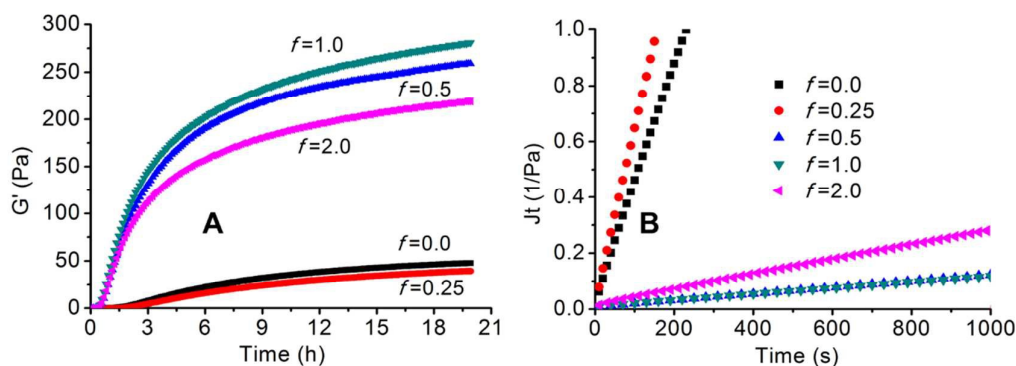 300
250
200
150
100
50
0
G' (Pa)
f=1.0
f=0.5
f=2.0
A
f=0.0
f=0.25
0 3 6 9 12 15 18 21
Time (h)
1.0
0.8
0.6
0.4
0.2
0.0
Jt (1/Pa)
f=0.0
f=0.25
f=0.5
f=1.0
f=2.0
B
0 200 400 600 800 1000
Time (s)